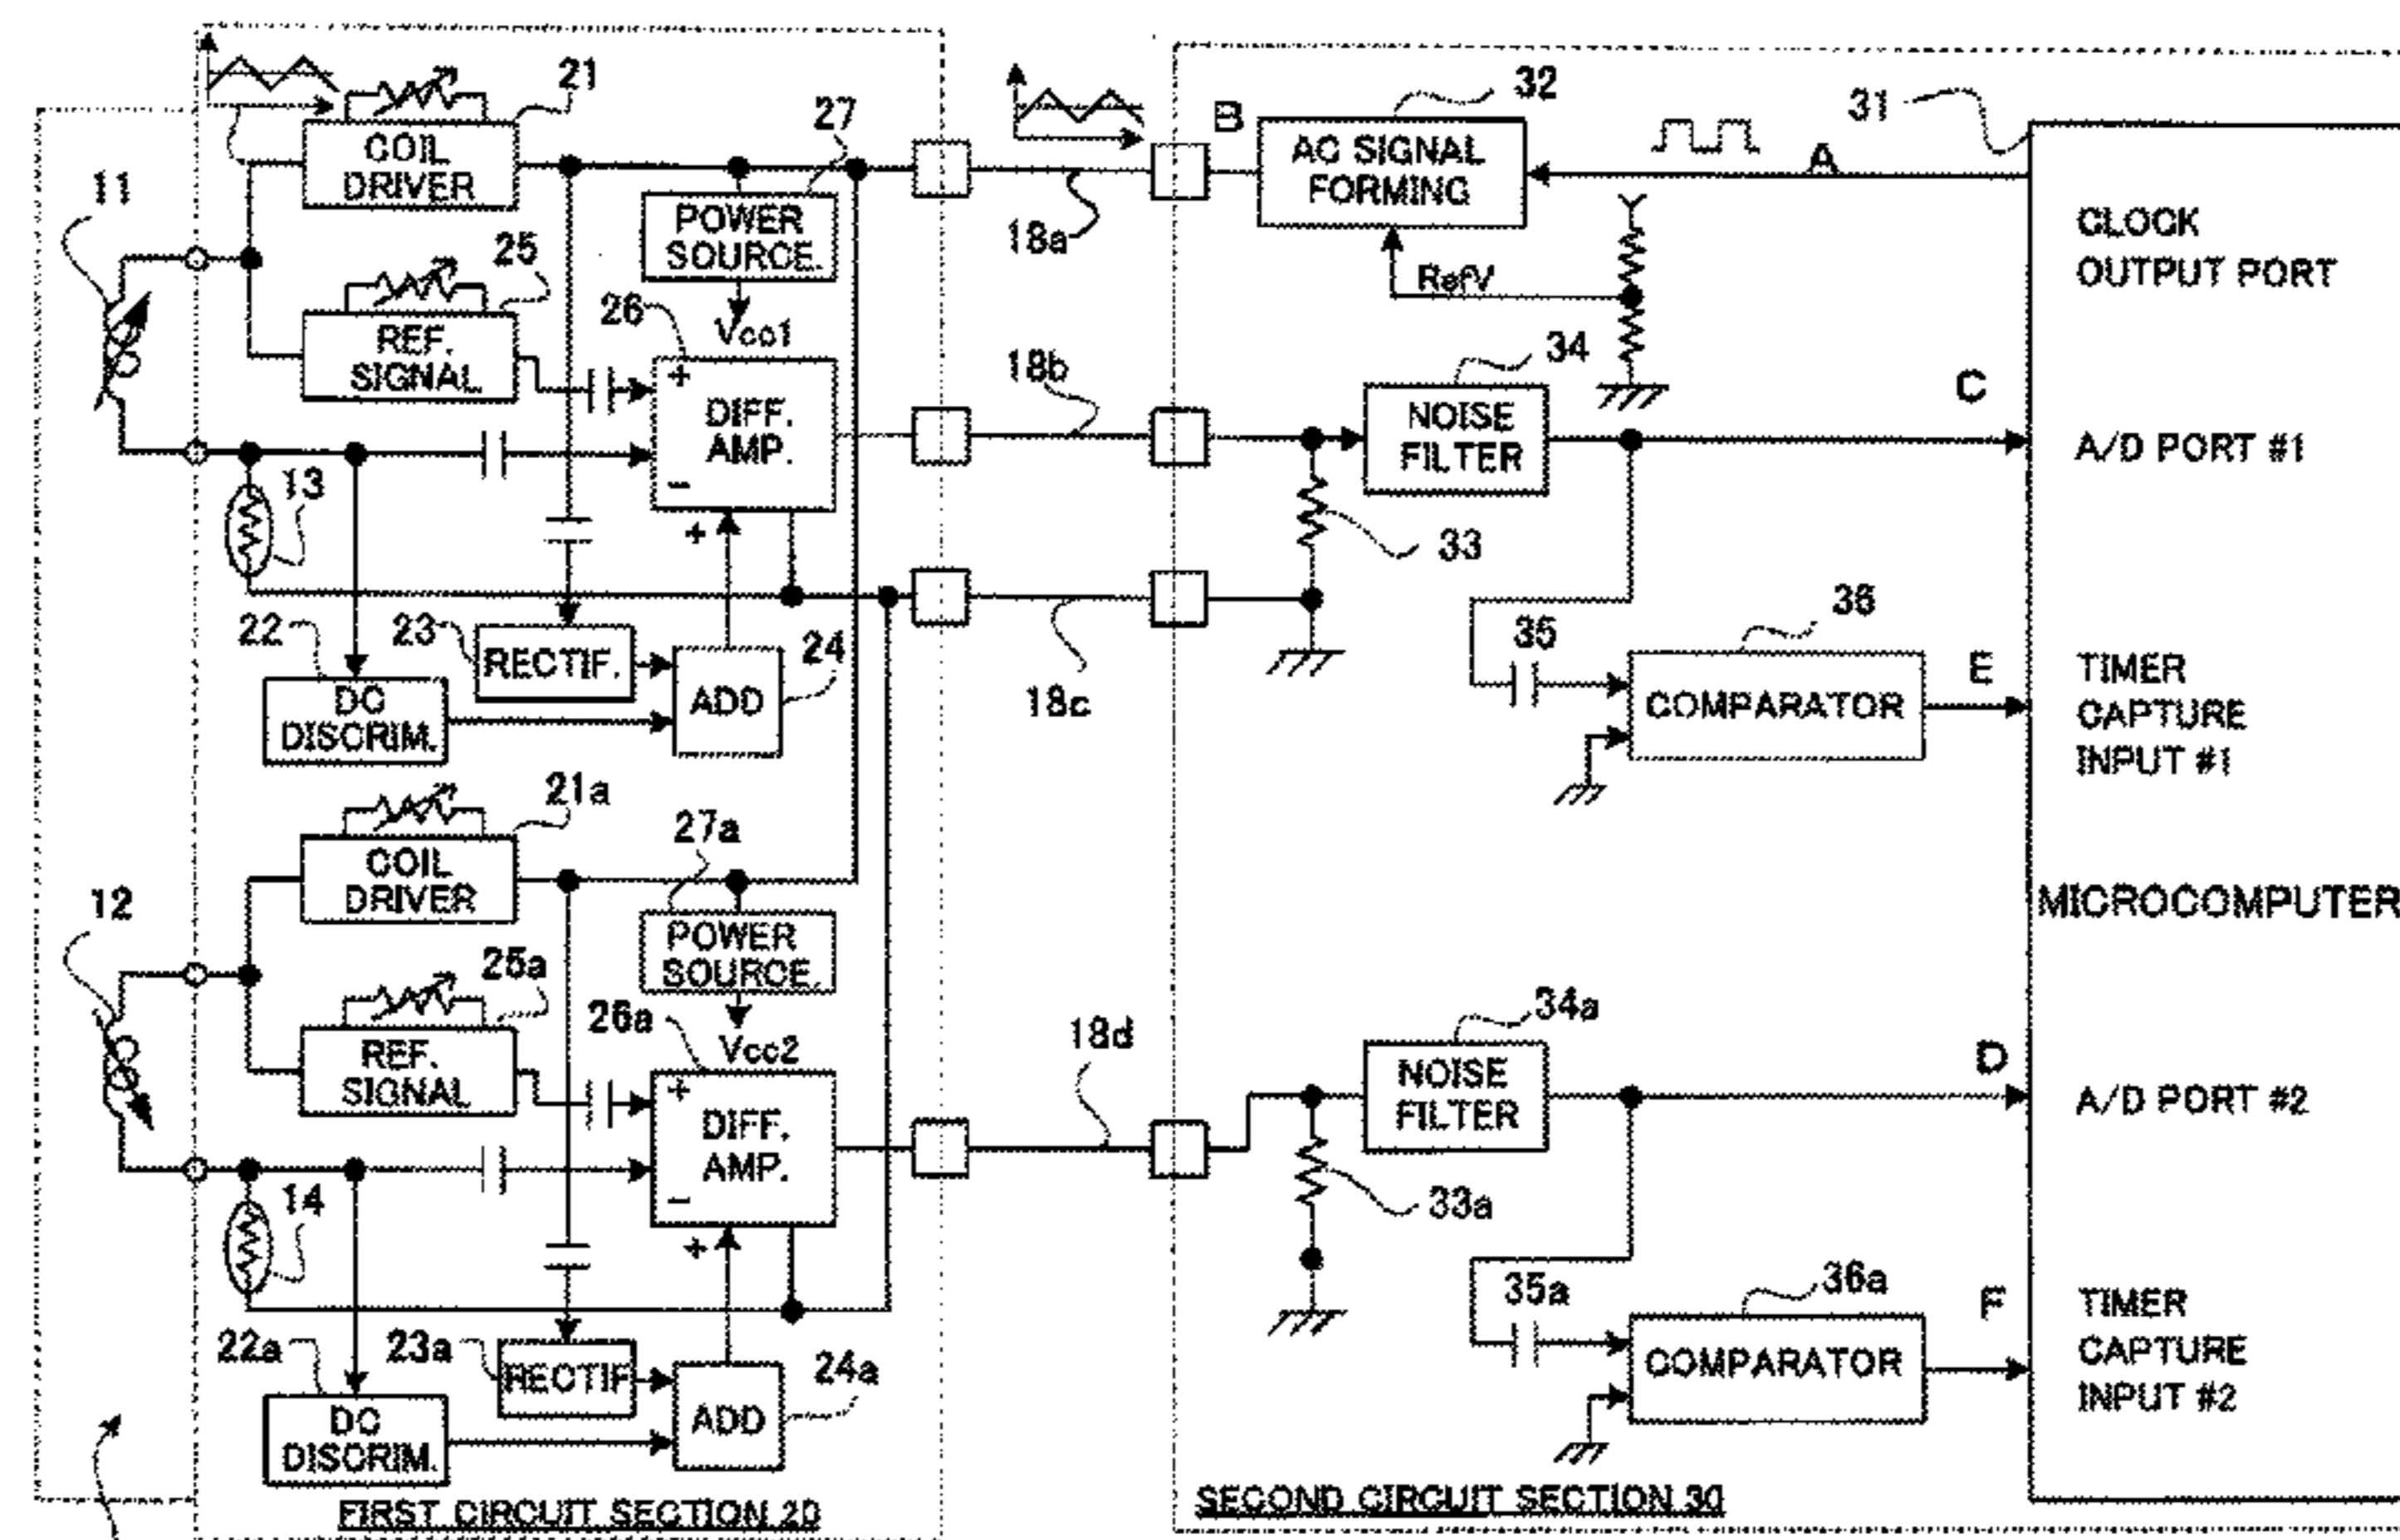 21
COIL
DRIVER
27
POWER
SOURCE.
Vcc1
11
25
REF.
SIGNAL
26
+
DIFF.
AMP.
−
+
13
22
DC
DISCRIM.
23
RECTIF.
24
ADD
21a
COIL
DRIVER
27a
POWER
SOURCE.
Vcc2
12
25a
REF.
SIGNAL
26a
+
DIFF.
AMP.
−
+
14
22a
DC
DISCRIM.
23a
RECTIF
24a
ADD
FIRST CIRCUIT SECTION 20
18a
18b
18c
18d
B
32
AC SIGNAL
FORMING
RefV
A
31
CLOCK
OUTPUT PORT
34
NOISE
FILTER
C
A/D PORT #1
33
35
36
COMPARATOR
E
TIMER
CAPTURE
INPUT #1
MICROCOMPUTER
34a
NOISE
FILTER
D
A/D PORT #2
33a
35a
36a
COMPARATOR
F
TIMER
CAPTURE
INPUT #2
SECOND CIRCUIT SECTION 30